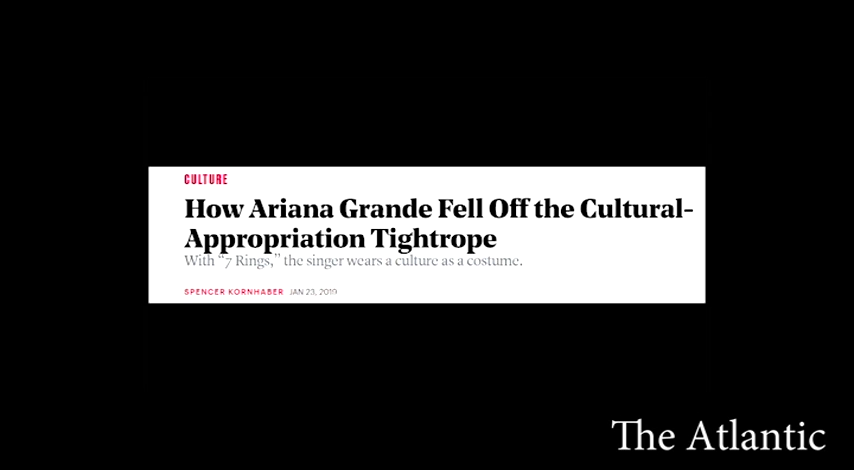 CULTURE
How Ariana Grande Fell Off the Cultural-
Appropriation Tightrope
With “7 Rings,” the singer wears a culture as a costume.
SPENCER KORNHABER JAN 23, 2019
The Atlantic